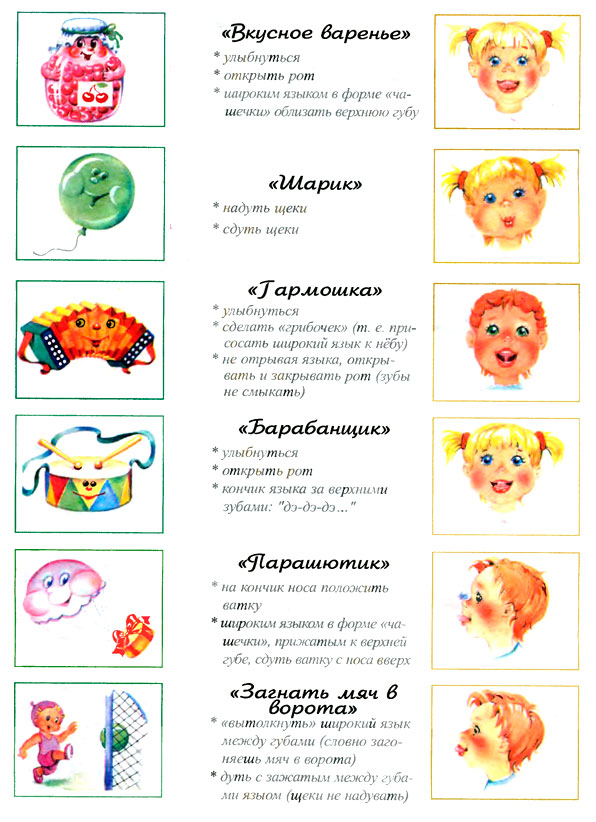 «Вкусное варенье»
* улыбнуться
* открыть рот
* широким языком в форме «ча-
шечки» облизать верхнюю губу
«Шарик»
* надуть щеки
* сдуть щеки
«Гармошка»
* улыбнуться
* сделать «грибочек» (т. е. при-
сосать широкий язык к нёбу)
* не отрывая языка, откры-
вать и закрывать рот (зубы
не смыкать)
«Барабанщик»
* улыбнуться
* открыть рот
* кончик языка за верхними
зубами: "дэ-дэ-дэ..."
«Парашютик»
* на кончик носа положить
ватку
* широким языком в форме «ча-
шечки», прижатым к верхней
губе, сдуть ватку с носа вверх
«Загнать мяч в
ворота»
* «вытолкнуть» широкий язык
между губами (словно заго-
няешь мяч в ворота)
* дуть с зажатым между губа-
ми языом (щеки не надувать)